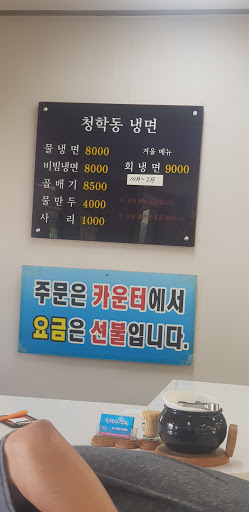 청학동 냉면
물냉면 8000
비빔냉면 8000
곱배기 8500
물만두 4000
사리 1000
겨울 메뉴
회냉면 9000
주문은 카운터에서
요금은 선불입니다.